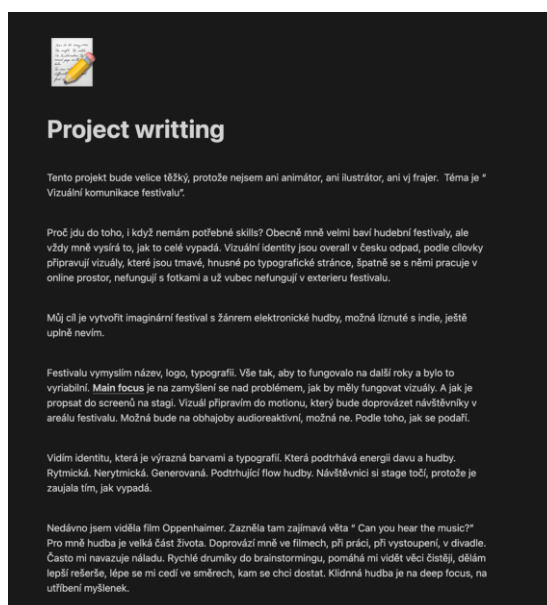 Project writting
Tento projekt bude velice těžký, protože nejsem ani animátor, ani ilustrátor, ani vj frajer.  Téma je “
Vizuální komunikace festivalu”.
Proč jdu do toho, i když nemám potřebné skills? Obecně mně velmi baví hudební festivaly, ale
vždy mně vysírá to, jak to celé vypadá. Vizuální identity jsou overall v česku odpad, podle cílovky
připravují vizuály, které jsou tmavé, hnusné po typografické stránce, špatně se s němi pracuje v
online prostor, nefungují s fotkami a už vubec nefungují v exterieru festivalu.
Můj cíl je vytvořit imaginární festival s žánrem elektronické hudby, možná líznuté s indie, ještě
uplně nevím.
Festivalu vymyslím název, logo, typografii. Vše tak, aby to fungovalo na další roky a bylo to
vyriabilní. Main focus je na zamyšlení se nad problémem, jak by měly fungovat vizuály. A jak je
propsat do screenů na stagi. Vizuál připravím do motionu, který bude doprovázet návštěvníky v
areálu festivalu. Možná bude na obhajoby audioreaktivní, možná ne. Podle toho, jak se podaří.
Vidím identitu, která je výrazná barvami a typografií. Která podtrhává energii davu a hudby.
Rytmická. Nerytmická. Generovaná. Podtrhující flow hudby. Návštěvnici si stage točí, protože je
zaujala tím, jak vypadá.
Nedávno jsem viděla film Oppenhaimer. Zazněla tam zajímavá věta “ Can you hear the music?”
Pro mně hudba je velká část života. Doprovází mně ve filmech, při práci, při vystoupení, v divadle.
Často mi navazuje náladu. Rychlé drumíky do brainstormingu, pomáhá mi vidět věci čistěji, dělám
lepší rešerše, lépe se mi cedí ve směrech, kam se chci dostat. Klidnna hudba je na deep focus, na
utříbení myšlenek.